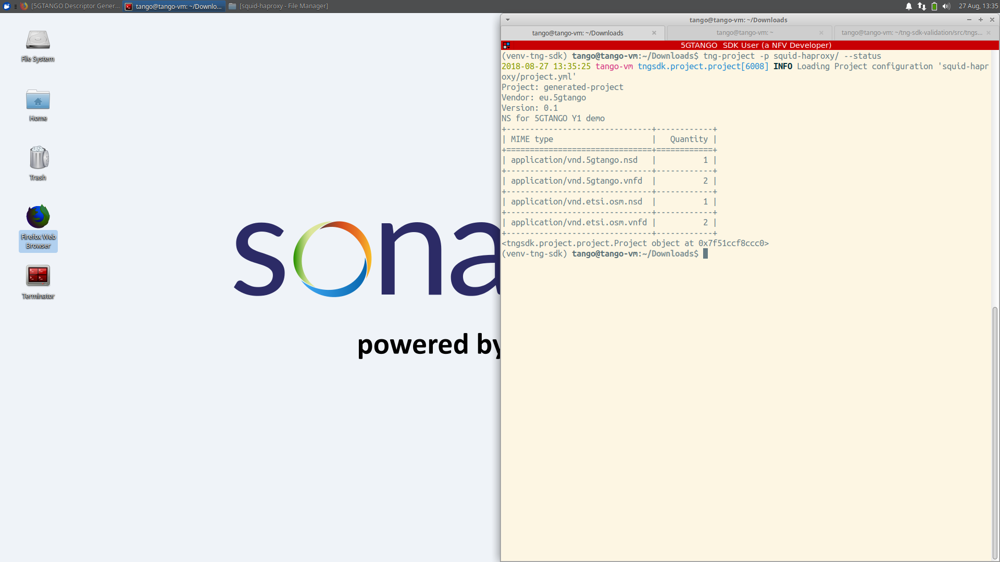 [5GTANGO Descriptor Gener...
tango@tango-vm: ~/Downlo...
[squid-haproxy - File Manager]
27 Aug, 13:35
File System
Home
Trash
Firefox Web
Browser
Terminator
powered by
tango@tango-vm: ~/Downloads
tango@tango-vm: ~/Downloads
tango@tango-vm: ~
tango@tango-vm: ~/tng-sdk-validation/src/tngs...
5GTANGO  SDK User (a NFV Developer)
(venv-tng-sdk) tango@tango-vm:~/Downloads$ tng-project -p squid-haproxy/ --status
2018-08-27 13:35:25 tango-vm tngsdk.project.project[6008] INFO Loading Project configuration 'squid-hapr
oxy/project.yml'
Project: generated-project
Vendor: eu.5gtango
Version: 0.1
NS for 5GTANGO Y1 demo
+-------------------------------+------------+
| MIME type                     |   Quantity |
+===============================+============+
| application/vnd.5gtango.nsd   |          1 |
+-------------------------------+------------+
| application/vnd.5gtango.vnfd  |          2 |
+-------------------------------+------------+
| application/vnd.etsi.osm.nsd  |          1 |
+-------------------------------+------------+
| application/vnd.etsi.osm.vnfd |          2 |
+-------------------------------+------------+
<tngsdk.project.project.Project object at 0x7f51ccf8ccc0>
(venv-tng-sdk) tango@tango-vm:~/Downloads$